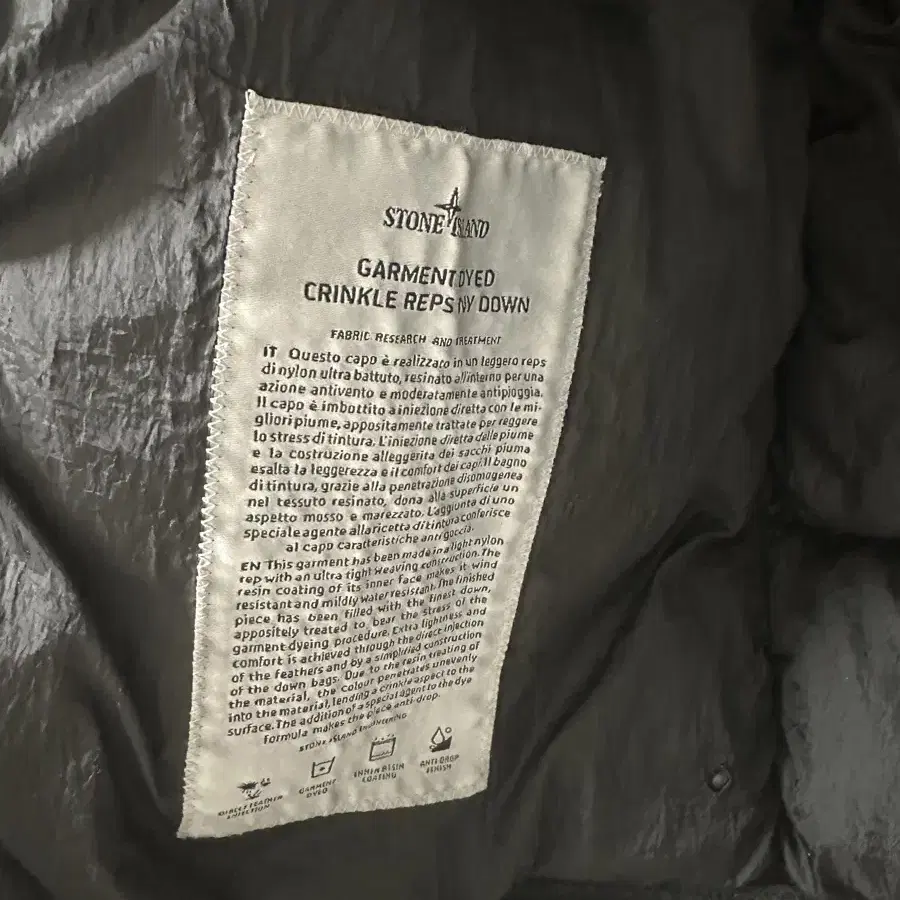 STONE ISLAND
GARMENT DYED
CRINKLE REPS NY DOWN
FABRIC RESEARCH AND TREATMENT
IT Questo capo è realizzato in un leggero reps
di nylon ultra battuto, resinato all'interno per una
azione antivento e moderatamente antipioggia.
Il capo è imbottito a iniezione diretta con le mi-
gliori piume, appositamente trattate per reggere
lo stress di tintura. L'iniezione diretta delle piume
e la costruzione alleggerita dei sacchi piuma
esalta la leggerezza e il comfort dei capi. Il bagno
di tintura, grazie alla penetrazione disomogenea
nel tessuto resinato, dona alla superficie un
aspetto mosso e marezzato. L'aggiunta di uno
speciale agente alla ricetta di tintura conferisce
al capo caratteristiche anti goccia.
EN This garment has been made in a light nylon
rep with an ultra tight weaving construction. The
resin coating of its inner face makes it wind
resistant and mildly water resistant. The finished
piece has been filled with the finest down,
appositely treated to bear the stress of the
garment dyeing procedure. Extra lightness and
comfort is achieved through the direct injection
of the feathers and by a simplified construction
of the down bags. Due to the resin treating of
the material, the colour penetrates unevenly
into the material, lending a crinkle aspect to the
surface. The addition of a special agent to the dye
formula makes the piece anti-drop.
STONE ISLAND ENGINEERING
DIRECT FEATHER
INJECTION
GARMENT
DYED
INNER RESIN
COATING
ANTI DROP
FINISH